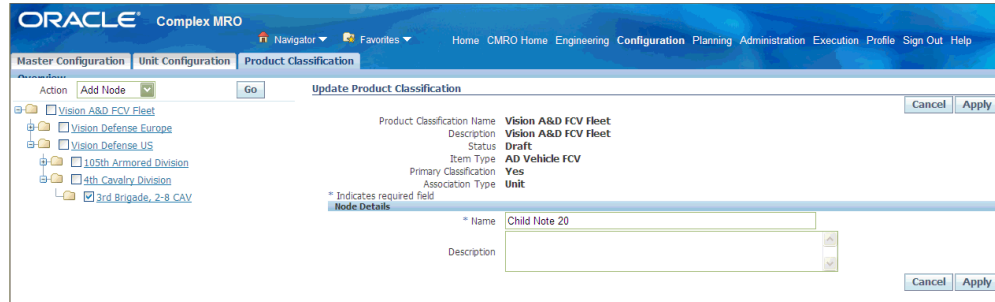 ORACLE® Complex MRO
Navigator Favorites Home CMRO Home Engineering Configuration Planning Administration Execution Profile Sign Out Help
Master Configuration Unit Configuration Product Classification
Overview
Action Add Node Go
Vision A&D FCV Fleet
Vision Defense Europe
Vision Defense US
105th Armored Division
4th Cavalry Division
3rd Brigade, 2-8 CAV
Update Product Classification
Cancel Apply
Product Classification Name Vision A&D FCV Fleet
Description Vision A&D FCV Fleet
Status Draft
Item Type AD Vehicle FCV
Primary Classification Yes
Association Type Unit
* Indicates required field
Node Details
* Name Child Note 20
Description
Cancel Apply